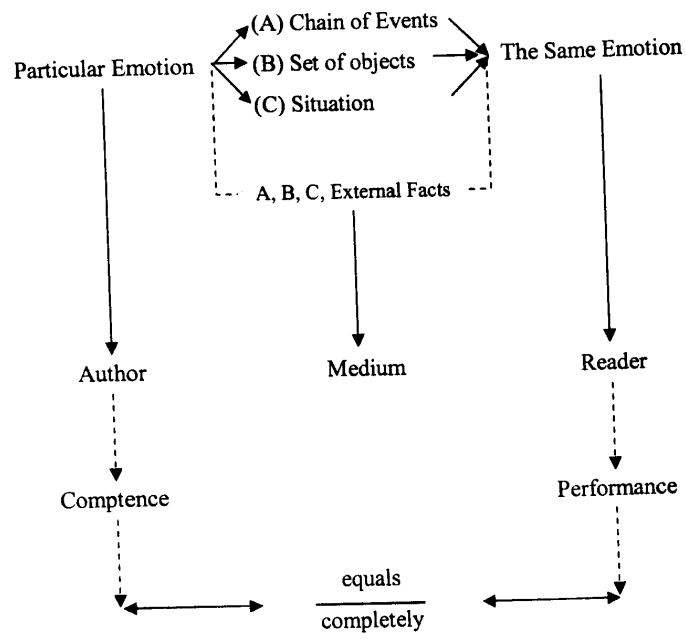 (A) Chain of Events
Particular Emotion
(B) Set of objects
The Same Emotion
(C) Situation
A, B, C, External Facts
Author
Medium
Reader
Comptence
Performance
equals
completely